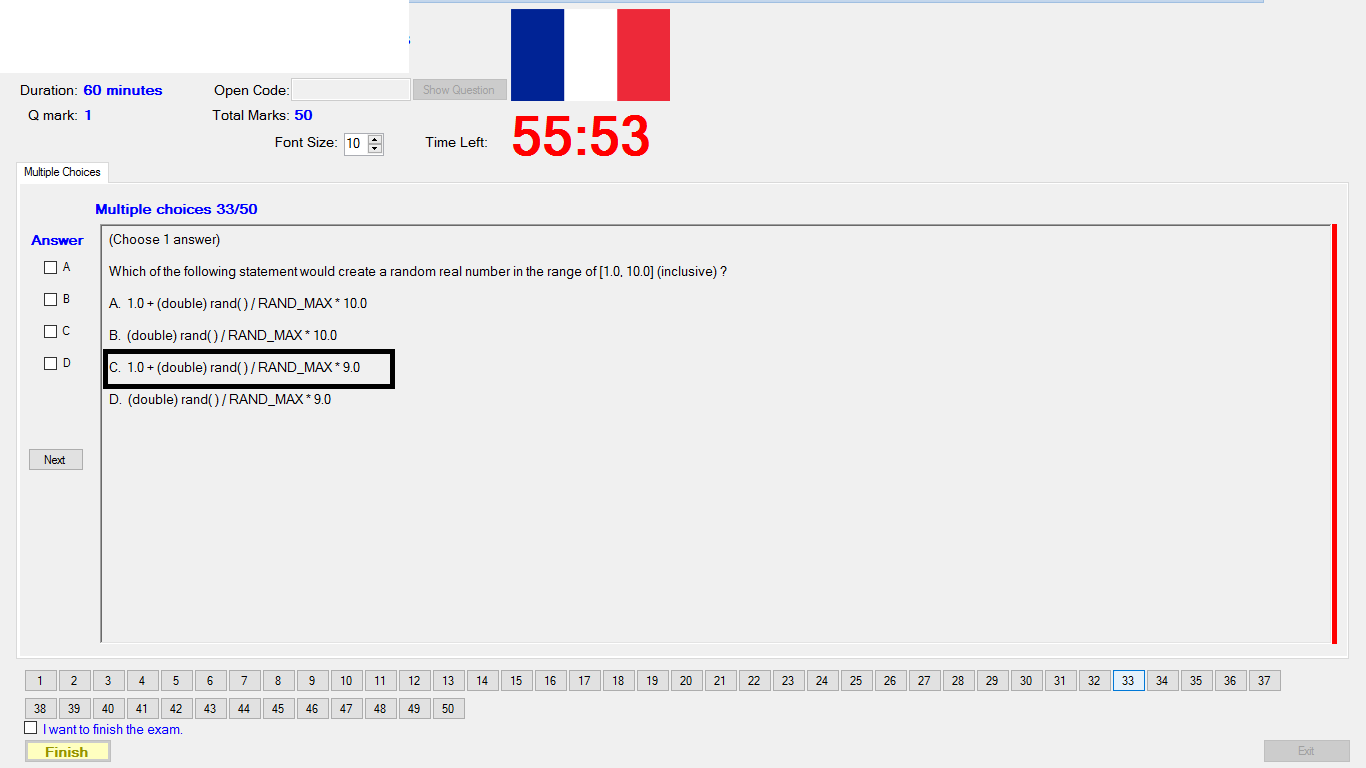 Duration: 60 minutes
Open Code:
Show Question
Q mark: 1
Total Marks: 50
Font Size: 10
Time Left: 55:53
Multiple Choices
Multiple choices 33/50
Answer
A
B
C
D
Next
(Choose 1 answer)
Which of the following statement would create a random real number in the range of [1.0, 10.0] (inclusive) ?
A. 1.0 + (double) rand( ) / RAND_MAX * 10.0
B. (double) rand( ) / RAND_MAX * 10.0
C. 1.0 + (double) rand( ) / RAND_MAX * 9.0
D. (double) rand( ) / RAND_MAX * 9.0
1 2 3 4 5 6 7 8 9 10 11 12 13 14 15 16 17 18 19 20 21 22 23 24 25 26 27 28 29 30 31 32 33 34 35 36 37
38 39 40 41 42 43 44 45 46 47 48 49 50
I want to finish the exam.
Finish
Exit